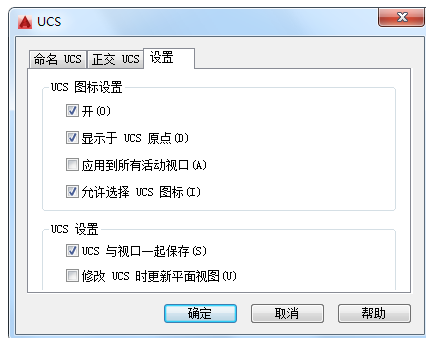 UCS
命名 UCS 正交 UCS 设置
UCS 图标设置
开(O)
显示于 UCS 原点(D)
应用到所有活动视口(A)
允许选择 UCS 图标(I)
UCS 设置
UCS 与视口一起保存(S)
修改 UCS 时更新平面视图(U)
确定 取消 帮助